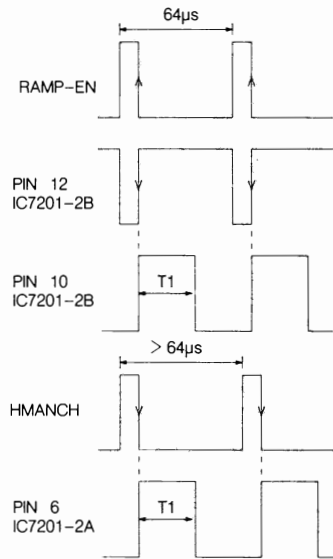 64µs
RAMP-EN
PIN 12
IC7201-2B
PIN 10
IC7201-2B
T1
> 64µs
HMANCH
PIN 6
IC7201-2A
T1